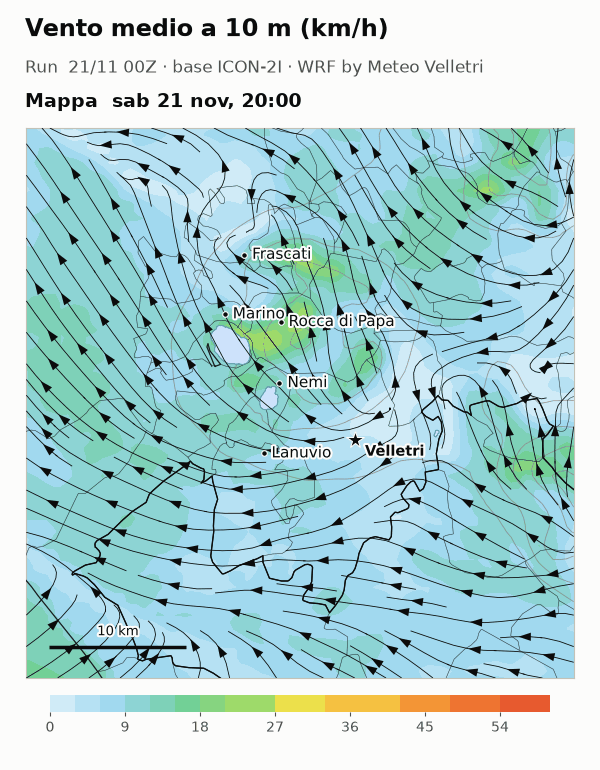 Vento medio a 10 m (km/h)
Run  21/11 00Z · base ICON-2I · WRF by Meteo Velletri
Mappa  sab 21 nov, 20:00
Frascati
Marino
Rocca di Papa
Nemi
Velletri
Lanuvio
10 km
0 9 18 27 36 45 54